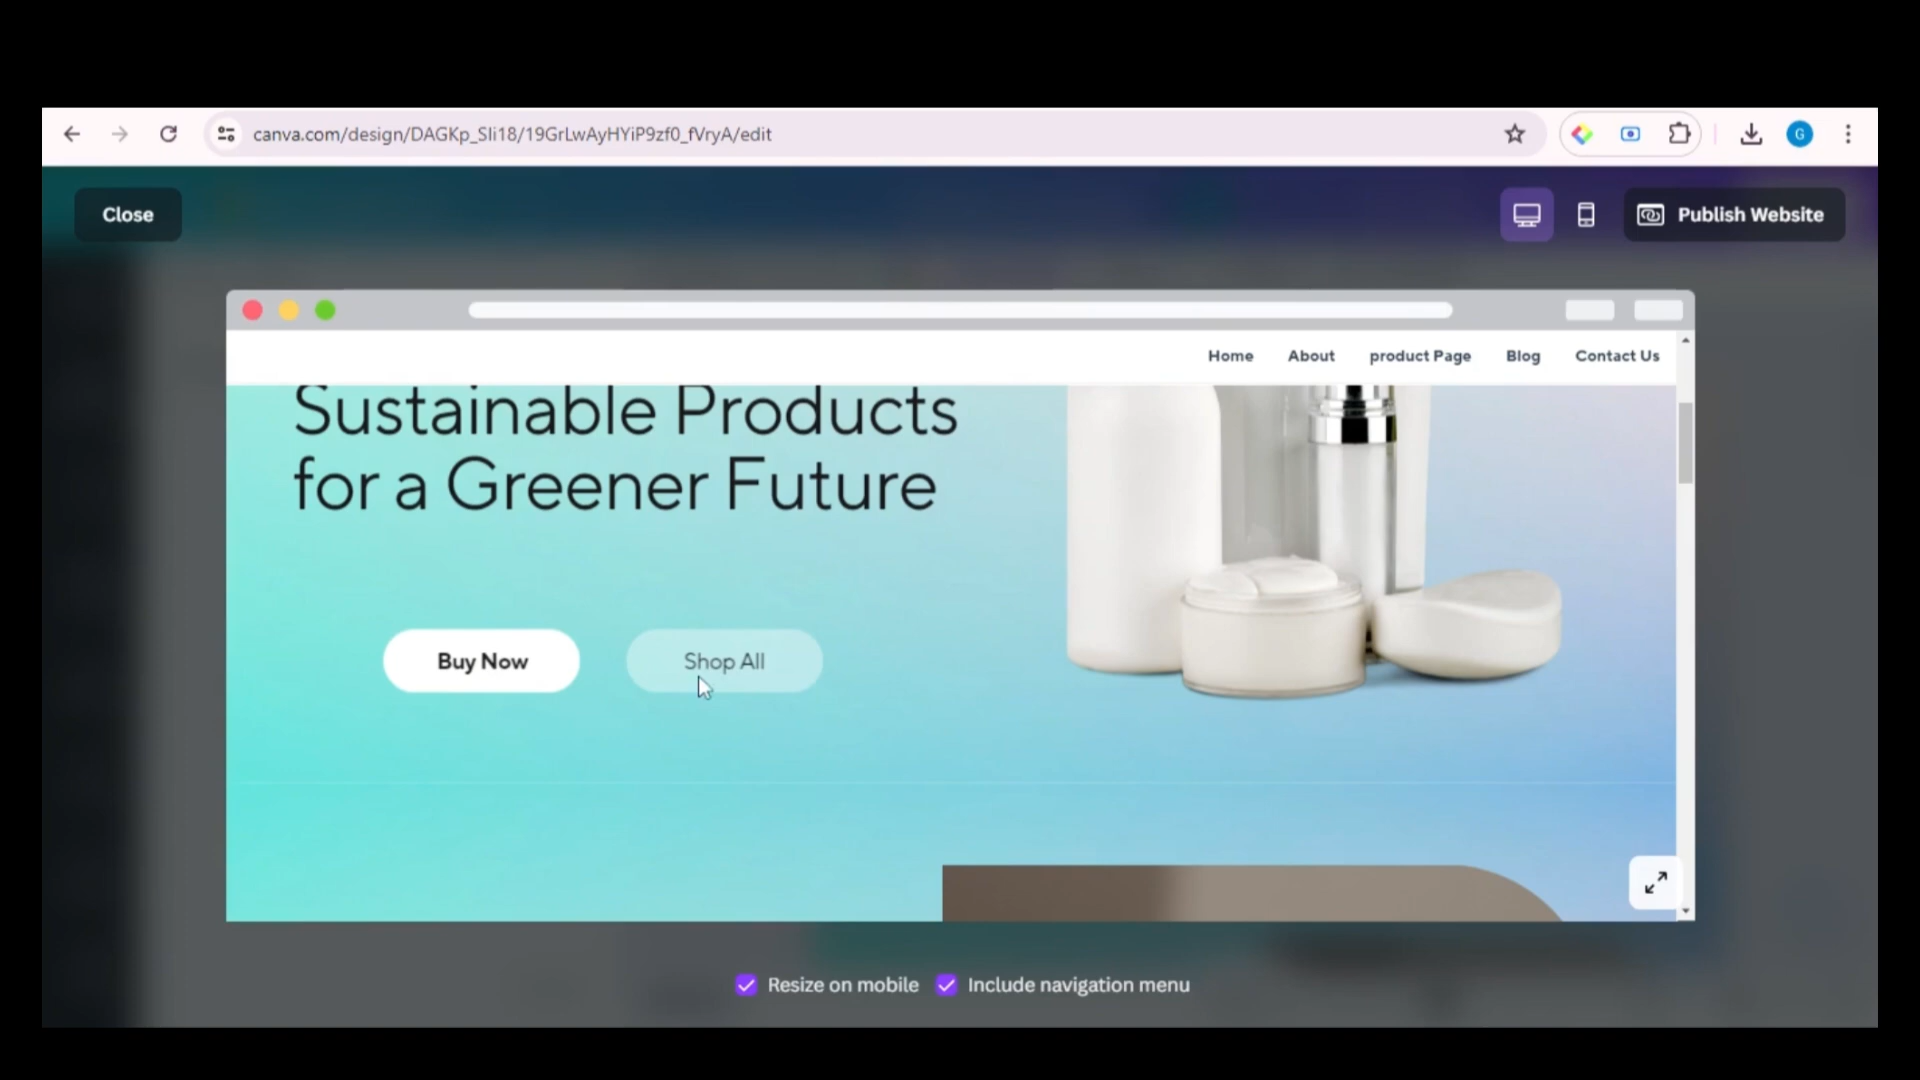 canva.com/design/DAGKp_Sli18/19GrLwAyHYiP9zf0_fVryA/edit
G
Close
Publish Website
Home About product Page Blog Contact Us
Sustainable Products
for a Greener Future
Buy Now
Shop All
Resize on mobile
Include navigation menu